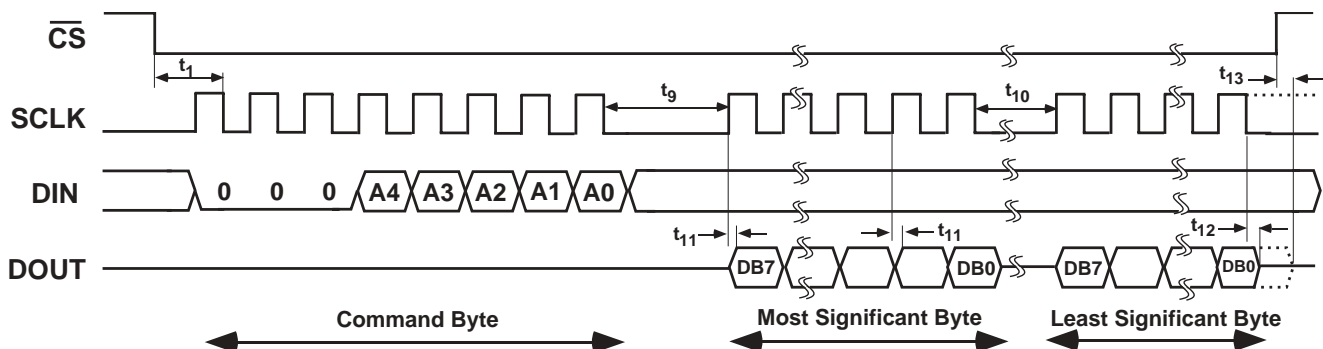 CS
t1
t13
SCLK
t9
t10
DIN
0 0 0 A4 A3 A2 A1 A0
t11
t11
t12
DOUT
DB7 DB0 DB7 DB0
Command Byte
Most Significant Byte
Least Significant Byte